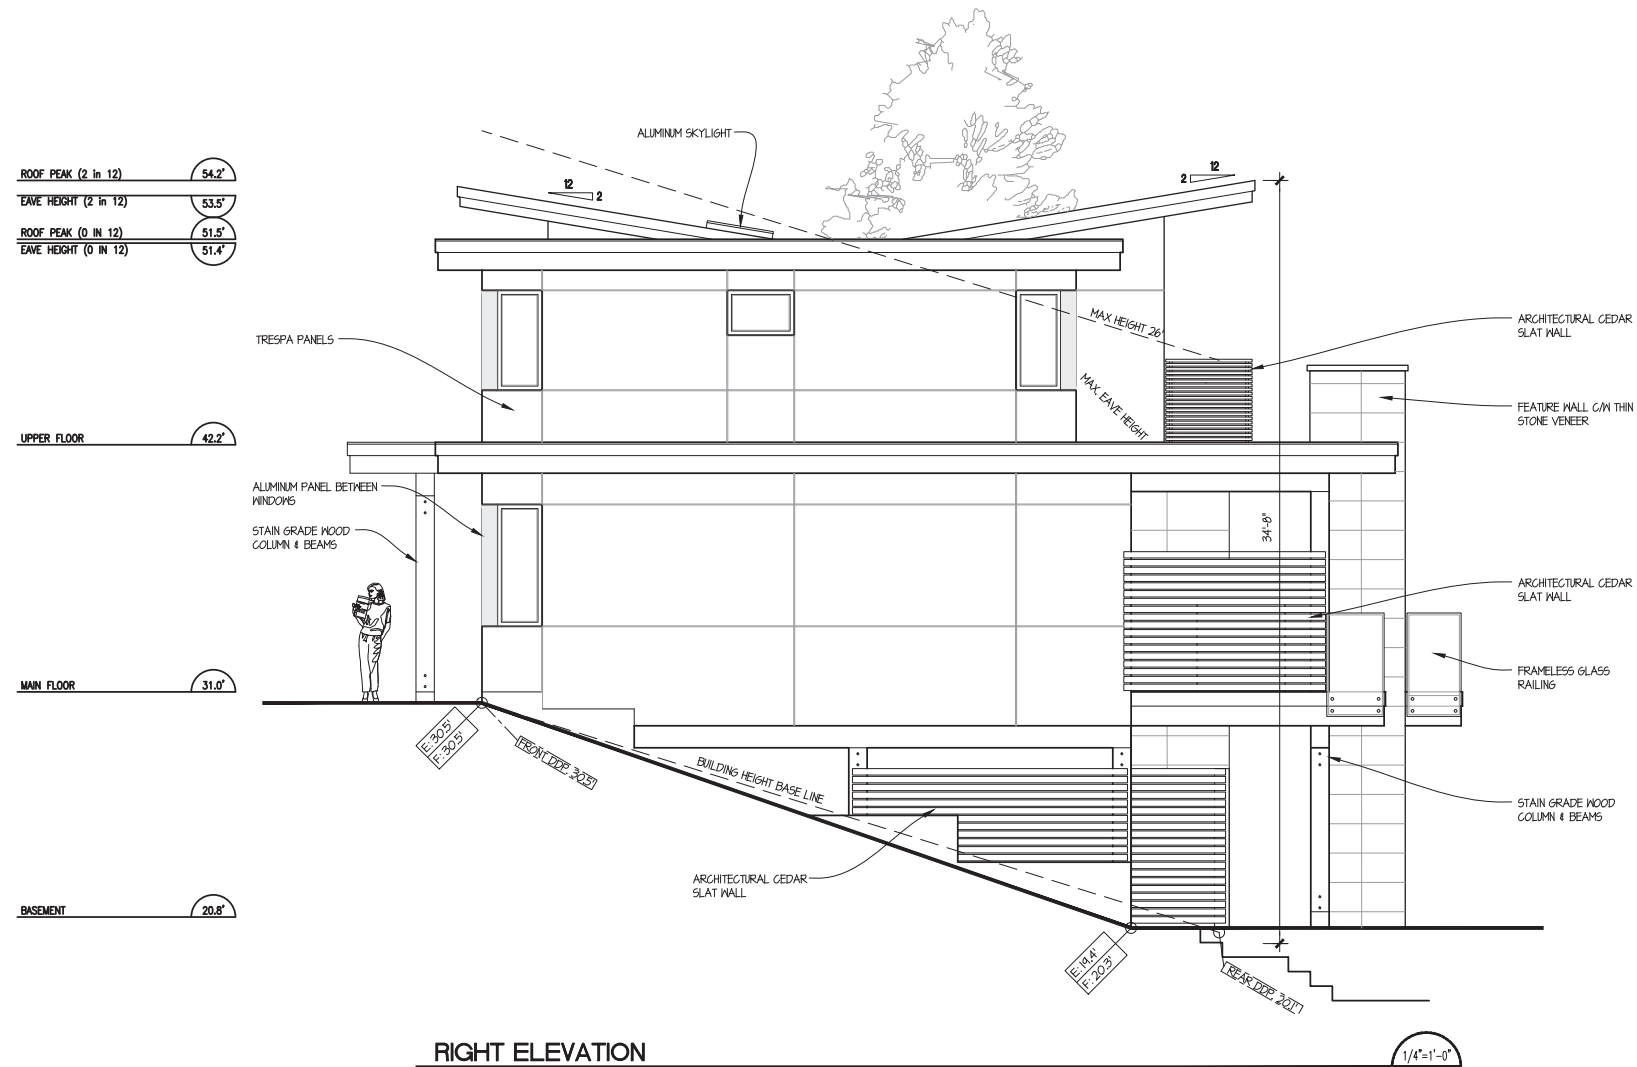 ALUMINUM SKYLIGHT
12
2
12
2
ROOF PEAK (2 in 12)
54.2'
EAVE HEIGHT (2 in 12)
53.5'
ROOF PEAK (0 IN 12)
51.5'
EAVE HEIGHT (0 IN 12)
51.4'
MAX HEIGHT 26'
ARCHITECTURAL CEDAR
SLAT WALL
TRESPA PANELS
MAX. EAVE HEIGHT
FEATURE WALL C/W THIN
STONE VENEER
UPPER FLOOR
42.2'
ALUMINUM PANEL BETWEEN
WINDOWS
STAIN GRADE WOOD
COLUMN & BEAMS
34'-8"
ARCHITECTURAL CEDAR
SLAT WALL
FRAMELESS GLASS
RAILING
MAIN FLOOR
31.0'
E: 30.5'
F: 30.5'
FRONT DDP. 30.5'
BUILDING HEIGHT BASE LINE
STAIN GRADE WOOD
COLUMN & BEAMS
ARCHITECTURAL CEDAR
SLAT WALL
BASEMENT
20.8'
E: 19.4'
F: 20.3'
REAR DDP. 20.1'
RIGHT ELEVATION
1/4"=1'-0"